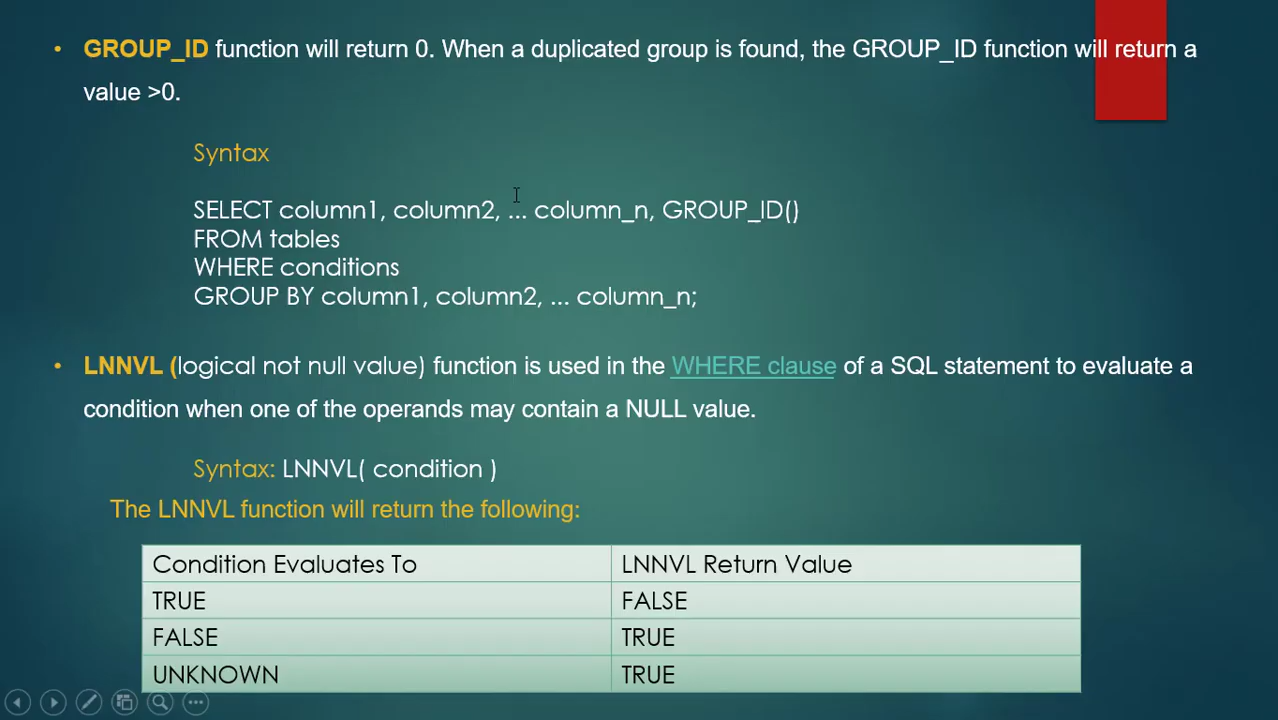 • GROUP_ID function will return 0. When a duplicated group is found, the GROUP_ID function will return a
value >0.
Syntax
SELECT column1, column2, ... column_n, GROUP_ID()
FROM tables
WHERE conditions
GROUP BY column1, column2, ... column_n;
• LNNVL (logical not null value) function is used in the WHERE clause of a SQL statement to evaluate a
condition when one of the operands may contain a NULL value.
Syntax: LNNVL( condition )
The LNNVL function will return the following:
Condition Evaluates To LNNVL Return Value
TRUE FALSE
FALSE TRUE
UNKNOWN TRUE